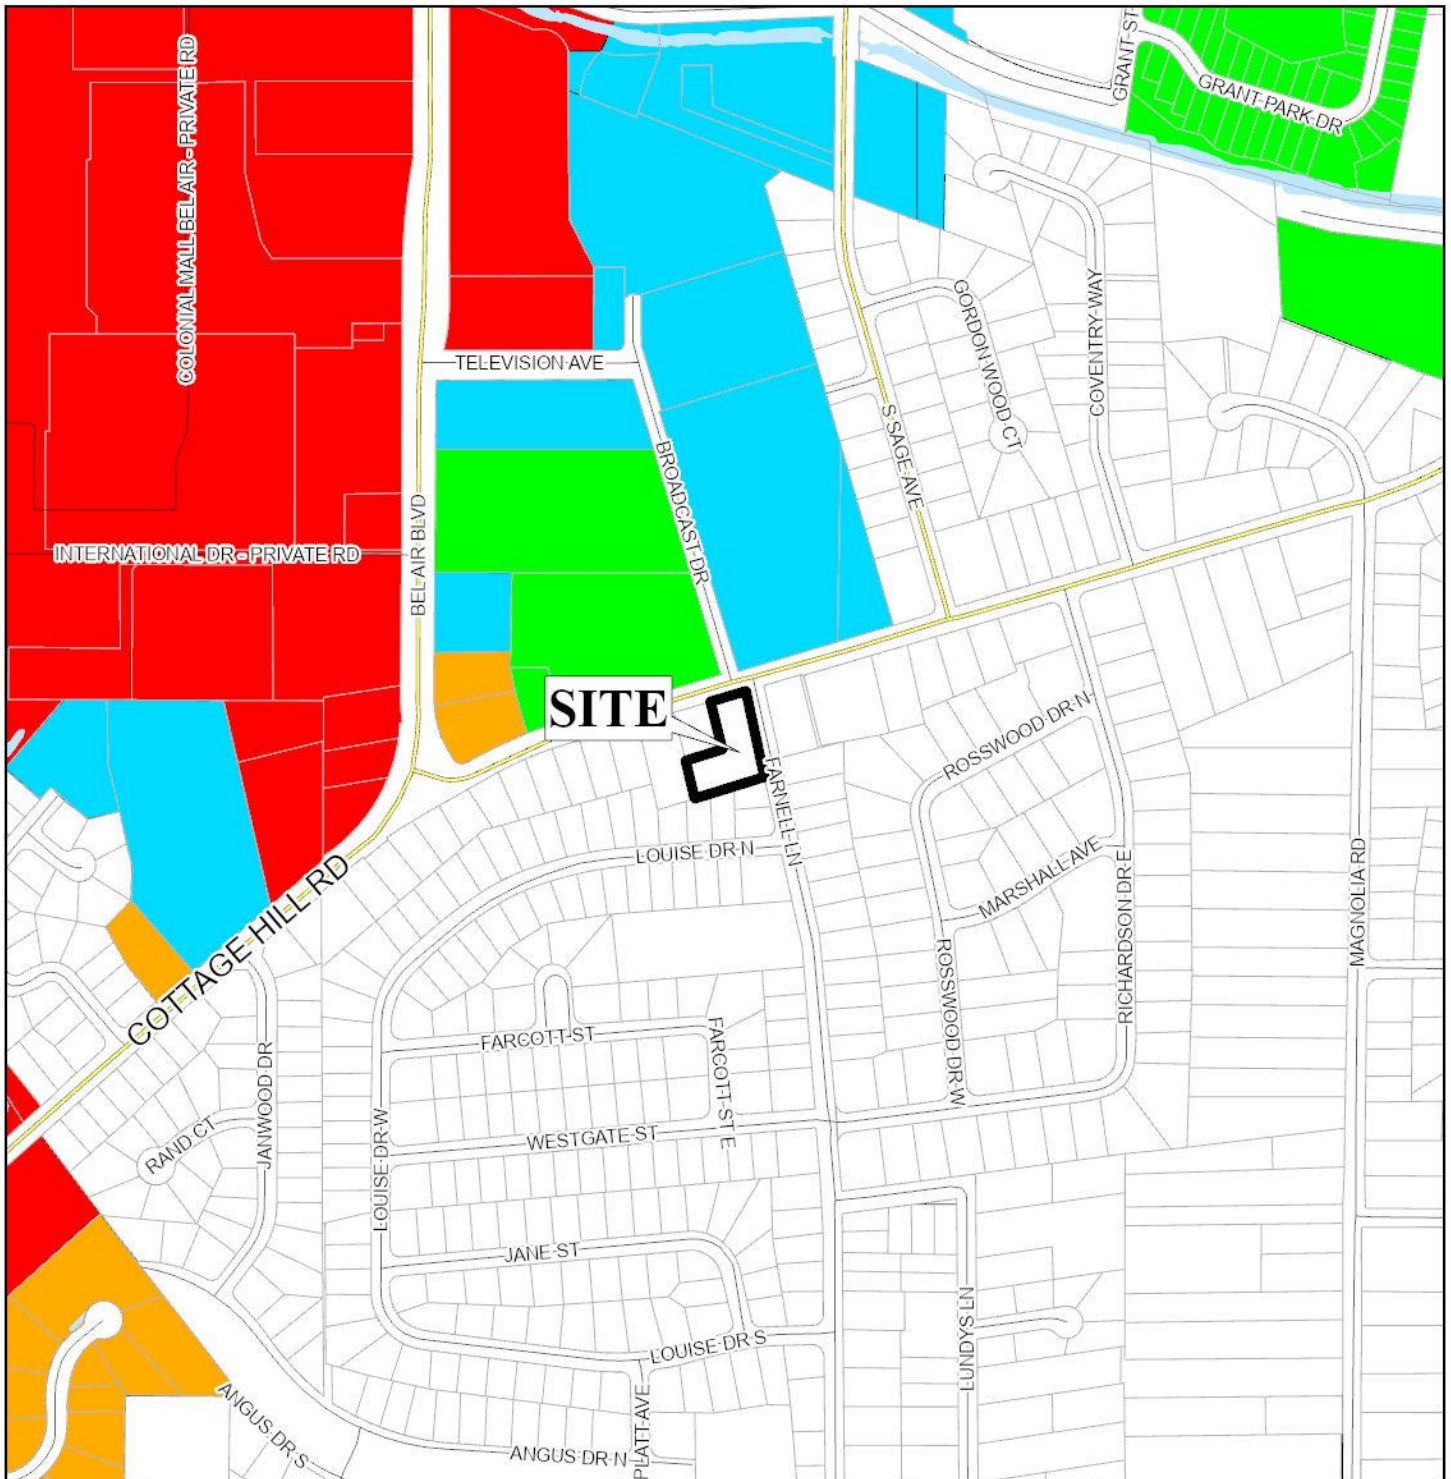 GRANT ST
GRANT PARK DR
COLONIAL MALL BEL AIR - PRIVATE RD
GORDON WOOD CT
COVENTRY WAY
TELEVISION AVE
S SAGE AVE
BROADCAST DR
BEL AIR BLVD
INTERNATIONAL DR - PRIVATE RD
SITE
ROSSWOOD DR N
FARNELL LN
LOUISE DR N
MARSHALL AVE
RICHARDSON DR E
MAGNOLIA RD
COTTAGE HILL RD
ROSSWOOD DR W
FARCOTT ST
FARCOTT ST E
JANWOOD DR
RAND CT
LOUISE DR W
WESTGATE ST
JANE ST
LOUISE DR S
LUNDYS LN
PLATT AVE
ANGUS DR S
ANGUS DR N